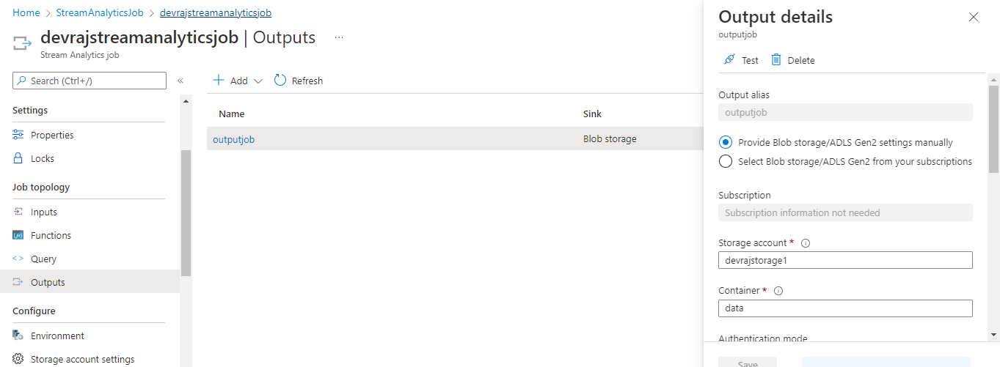 Home > StreamAnalyticsJob > devrajstreamanalyticsjob
devrajstreamanalyticsjob | Outputs ...
Stream Analytics job
Search (Ctrl+/) «
Settings
Properties
Locks
Job topology
Inputs
Functions
<> Query
Outputs
Configure
Environment
Storage account settings
+ Add Refresh
Name Sink
outputjob Blob storage
Output details
outputjob
Test Delete
Output alias
outputjob
Provide Blob storage/ADLS Gen2 settings manually
Select Blob storage/ADLS Gen2 from your subscriptions
Subscription
Subscription information not needed
Storage account *
devrajstorage1
Container *
data
Authentication mode
Save